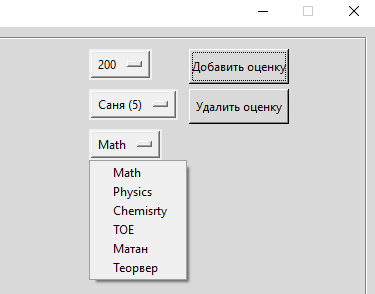 200 Добавить оценку
Саня (5) Удалить оценку
Math
Math
Physics
Chemisrty
TOE
Матан
Теорвер